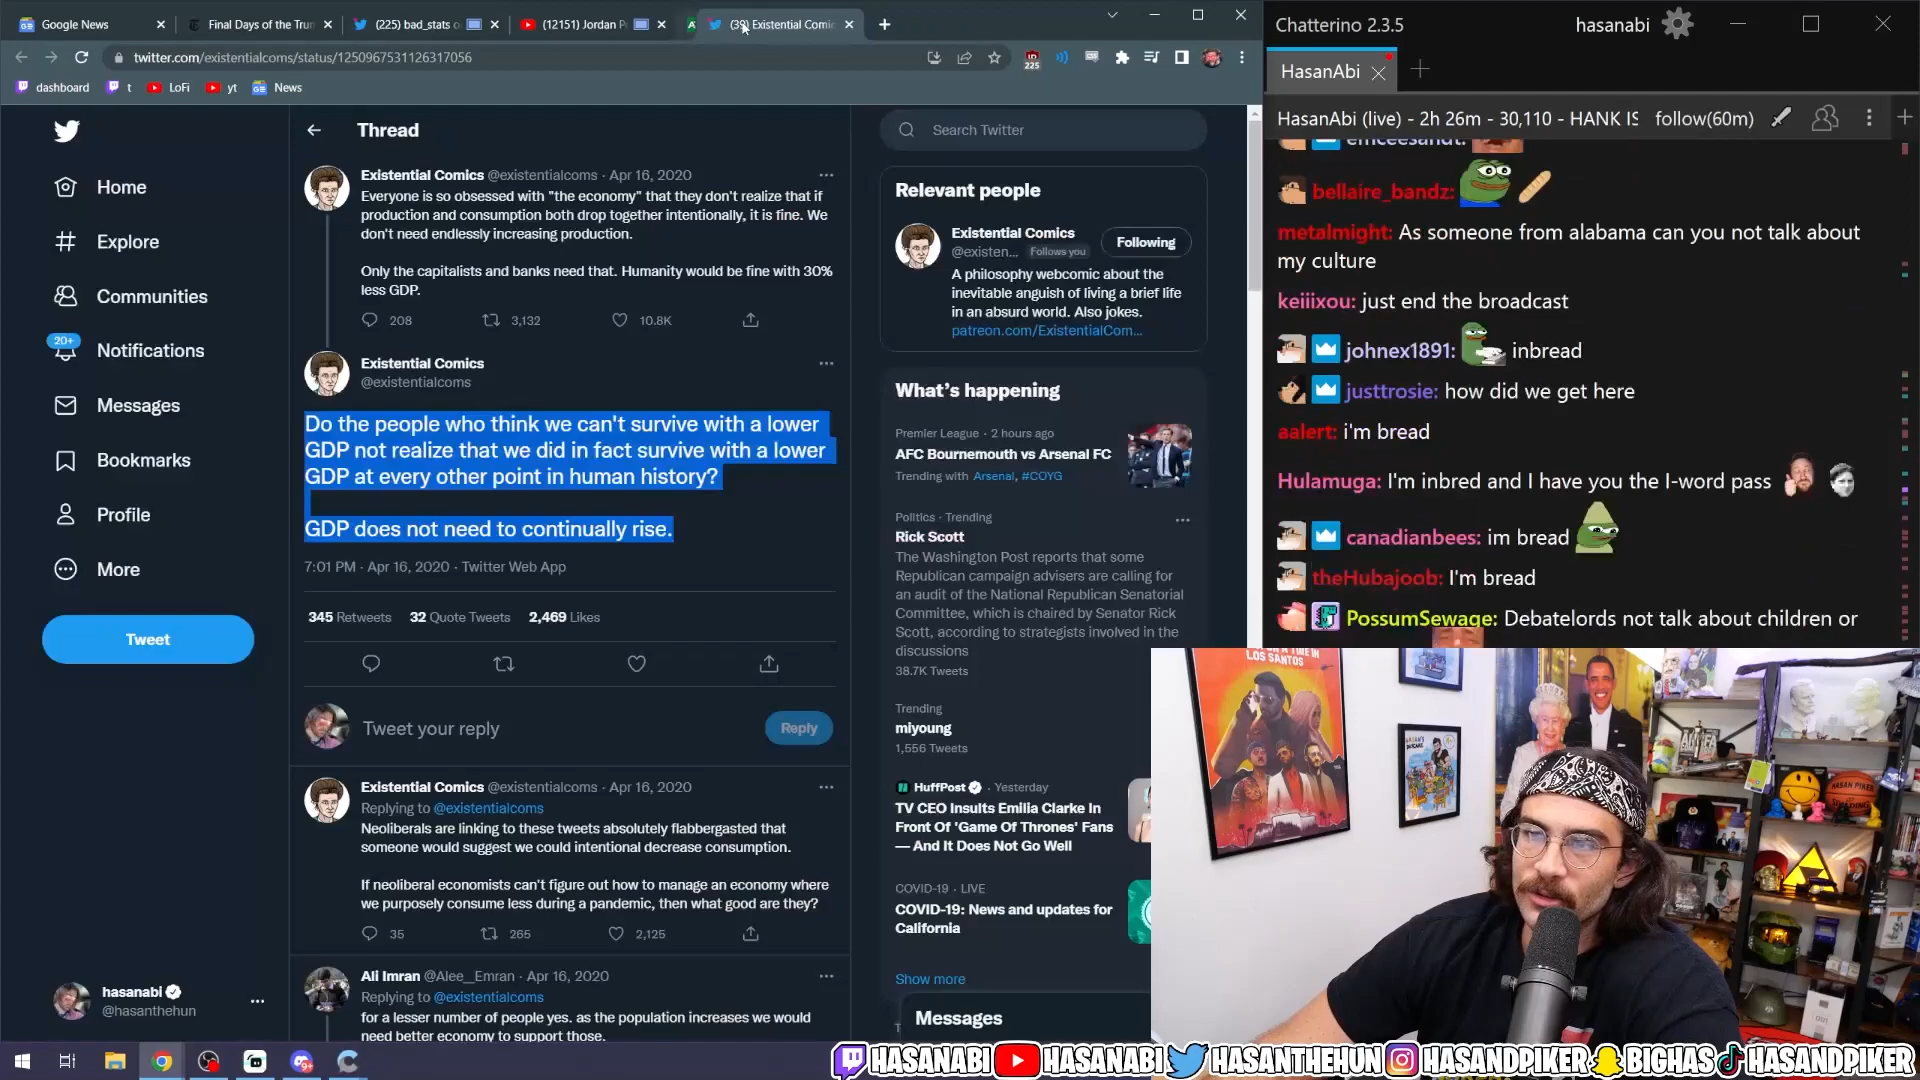 Google News
Final Days of the Trun
(225) bad_stats o
(12151) Jordan P
(39) Existential Comic
twitter.com/existentialcoms/status/1250967531126317056
225
dashboard
t
LoFi
yt
News
Thread
Home
Explore
Communities
20+
Notifications
Messages
Bookmarks
Profile
More
Tweet
hasanabi
@hasanthehun
Existential Comics @existentialcoms · Apr 16, 2020
Everyone is so obsessed with "the economy" that they don't realize that if
production and consumption both drop together intentionally, it is fine. We
don't need endlessly increasing production.
Only the capitalists and banks need that. Humanity would be fine with 30%
less GDP.
208 3,132 10.8K
Existential Comics
@existentialcoms
Do the people who think we can't survive with a lower
GDP not realize that we did in fact survive with a lower
GDP at every other point in human history?
GDP does not need to continually rise.
7:01 PM · Apr 16, 2020 · Twitter Web App
345 Retweets 32 Quote Tweets 2,469 Likes
Tweet your reply
Reply
Existential Comics @existentialcoms · Apr 16, 2020
Replying to @existentialcoms
Neoliberals are linking to these tweets absolutely flabbergasted that
someone would suggest we could intentional decrease consumption.
If neoliberal economists can't figure out how to manage an economy where
we purposely consume less during a pandemic, then what good are they?
35 265 2,125
Ali Imran @Alee__Emran · Apr 16, 2020
Replying to @existentialcoms
for a lesser number of people yes. as the population increases we would
need better economy to support those.
Search Twitter
Relevant people
Existential Comics
@existen... Follows you
Following
A philosophy webcomic about the
inevitable anguish of living a brief life
in an absurd world. Also jokes.
patreon.com/ExistentialCom...
What's happening
Premier League · 2 hours ago
AFC Bournemouth vs Arsenal FC
Trending with Arsenal, #COYG
Politics · Trending
Rick Scott
The Washington Post reports that some
Republican campaign advisers are calling for
an audit of the National Republican Senatorial
Committee, which is chaired by Senator Rick
Scott, according to strategists involved in the
discussions
38.7K Tweets
Trending
miyoung
1,556 Tweets
HuffPost · Yesterday
TV CEO Insults Emilia Clarke In
Front Of 'Game Of Thrones' Fans
— And It Does Not Go Well
COVID-19 · LIVE
COVID-19: News and updates for
California
Show more
Messages
Chatterino 2.3.5
hasanabi
HasanAbi
HasanAbi (live) - 2h 26m - 30,110 - HANK IS
follow(60m)
emceesandt:
bellaire_bandz:
metalmight: As someone from alabama can you not talk about
my culture
keiiixou: just end the broadcast
johnex1891: inbread
justtrosie: how did we get here
aalert: i'm bread
Hulamuga: I'm inbred and I have you the I-word pass
canadianbees: im bread
theHubajoob: I'm bread
PossumSewage: Debatelords not talk about children or
LOS SANTOS
HASANABI HASANABI HASANTHEHUN HASANDPIKER BIGHAS HASANDPIKER